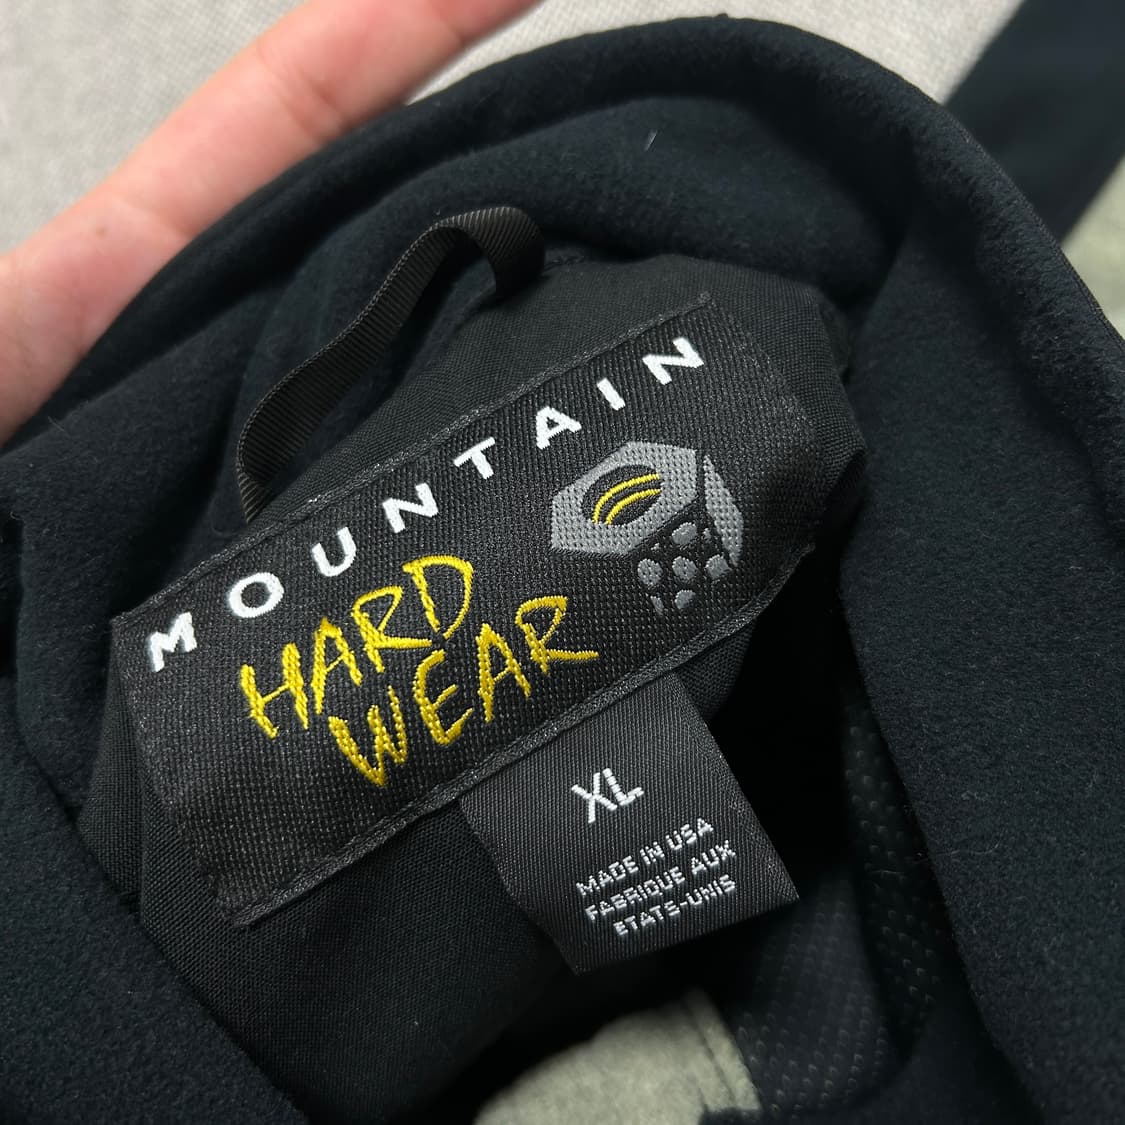 MOUNTAIN
HARD
WEAR
XL
MADE IN USA
FABRIQUE AUX
ETATS-UNIS